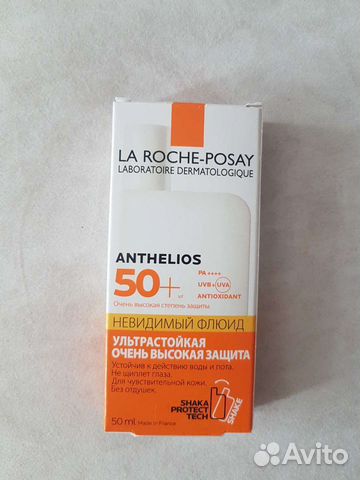 LA ROCHE-POSAY
LABORATOIRE DERMATOLOGIQUE
ANTHELIOS
50+
PA ++++
UVB + UVA
ANTIOXIDANT
Очень высокая степень защиты
НЕВИДИМЫЙ ФЛЮИД
УЛЬТРАСТОЙКАЯ
ОЧЕНЬ ВЫСОКАЯ ЗАЩИТА
Устойчив к действию воды и пота.
Не щиплет глаза.
Для чувствительной кожи.
Без отдушек.
SHAKA
PROTECT
TECH
SHAKE
50 ml Made in France
Avito